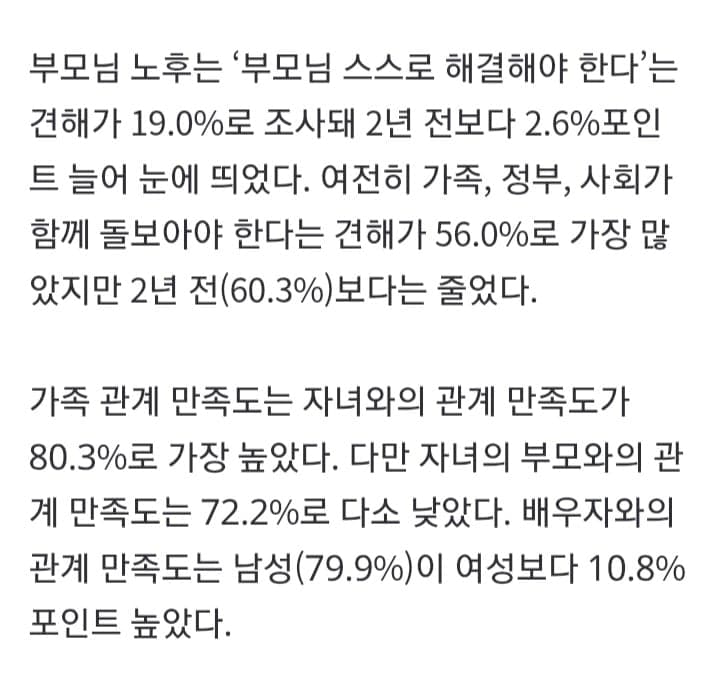 부모님 노후는 ‘부모님 스스로 해결해야 한다’는
견해가 19.0%로 조사돼 2년 전보다 2.6%포인
트 늘어 눈에 띄었다. 여전히 가족, 정부, 사회가
함께 돌보아야 한다는 견해가 56.0%로 가장 많
았지만 2년 전(60.3%)보다는 줄었다.
가족 관계 만족도는 자녀와의 관계 만족도가
80.3%로 가장 높았다. 다만 자녀의 부모와의 관
계 만족도는 72.2%로 다소 낮았다. 배우자와의
관계 만족도는 남성(79.9%)이 여성보다 10.8%
포인트 높았다.